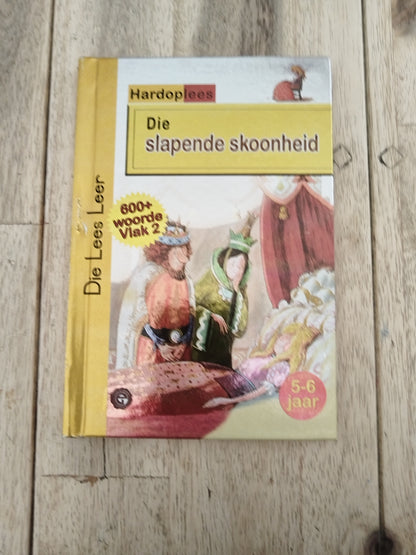 Hardoplees
Die
slapende skoonheid
Die Lees Leer
600+
woorde
Vlak 2
5-6
jaar